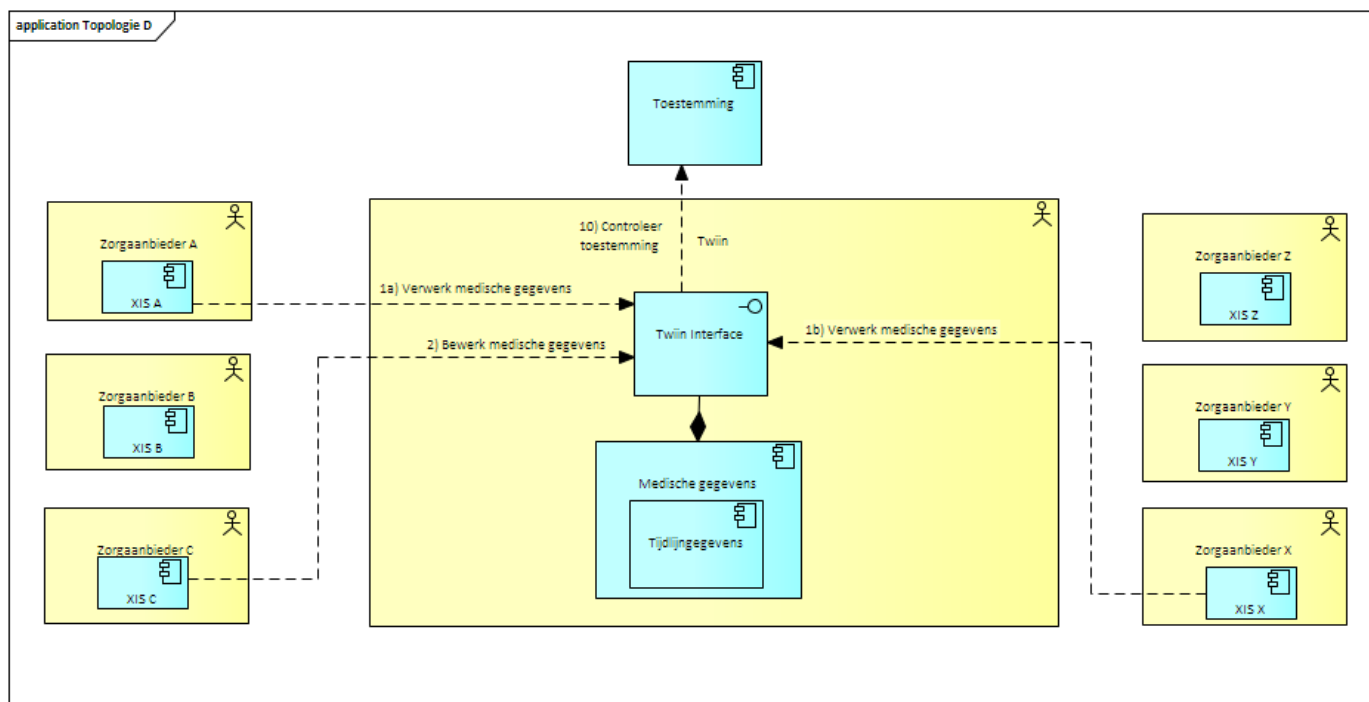 application Topologie D
Toestemming
10) Controleer
toestemming
Twiin
Zorgaanbieder A
XIS A
1a) Verwerk medische gegevens
Zorgaanbieder Z
XIS Z
Twiin Interface
1b) Verwerk medische gegevens
2) Bewerk medische gegevens
Zorgaanbieder B
XIS B
Zorgaanbieder Y
XIS Y
Medische gegevens
Tijdlijngegevens
Zorgaanbieder C
XIS C
Zorgaanbieder X
XIS X